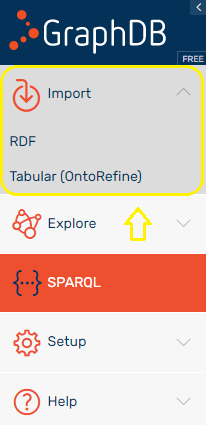 GraphDB
FREE
Import
RDF
Tabular (OntoRefine)
Explore
SPARQL
Setup
Help